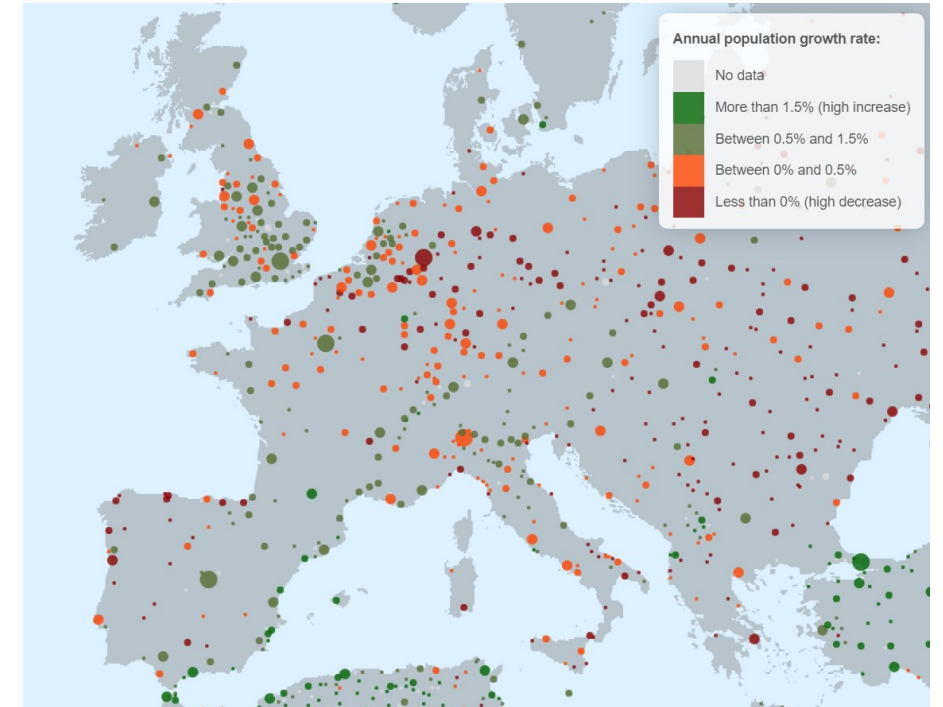 Annual population growth rate:
No data
More than 1.5% (high increase)
Between 0.5% and 1.5%
Between 0% and 0.5%
Less than 0% (high decrease)